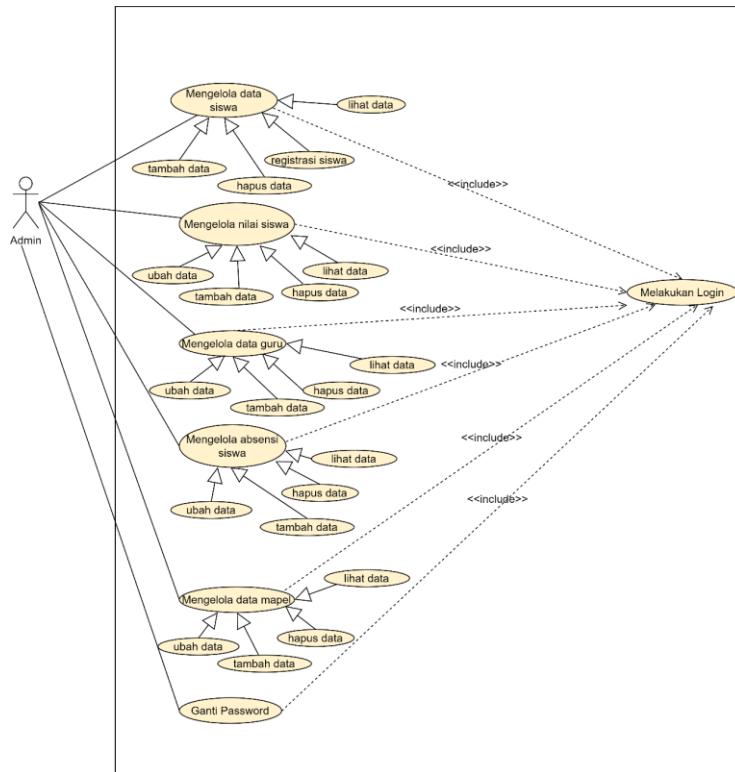 Mengelola data
siswa
lihat data
tambah data
registrasi siswa
hapus data
<<include>>
Admin
Mengelola nilai siswa
<<include>>
ubah data
lihat data
tambah data
hapus data
Melakukan Login
<<include>>
Mengelola data guru
lihat data
<<include>>
ubah data
hapus data
tambah data
Mengelola absensi
siswa
<<include>>
lihat data
hapus data
ubah data
tambah data
<<include>>
lihat data
Mengelola data mapel
hapus data
ubah data
tambah data
Ganti Password